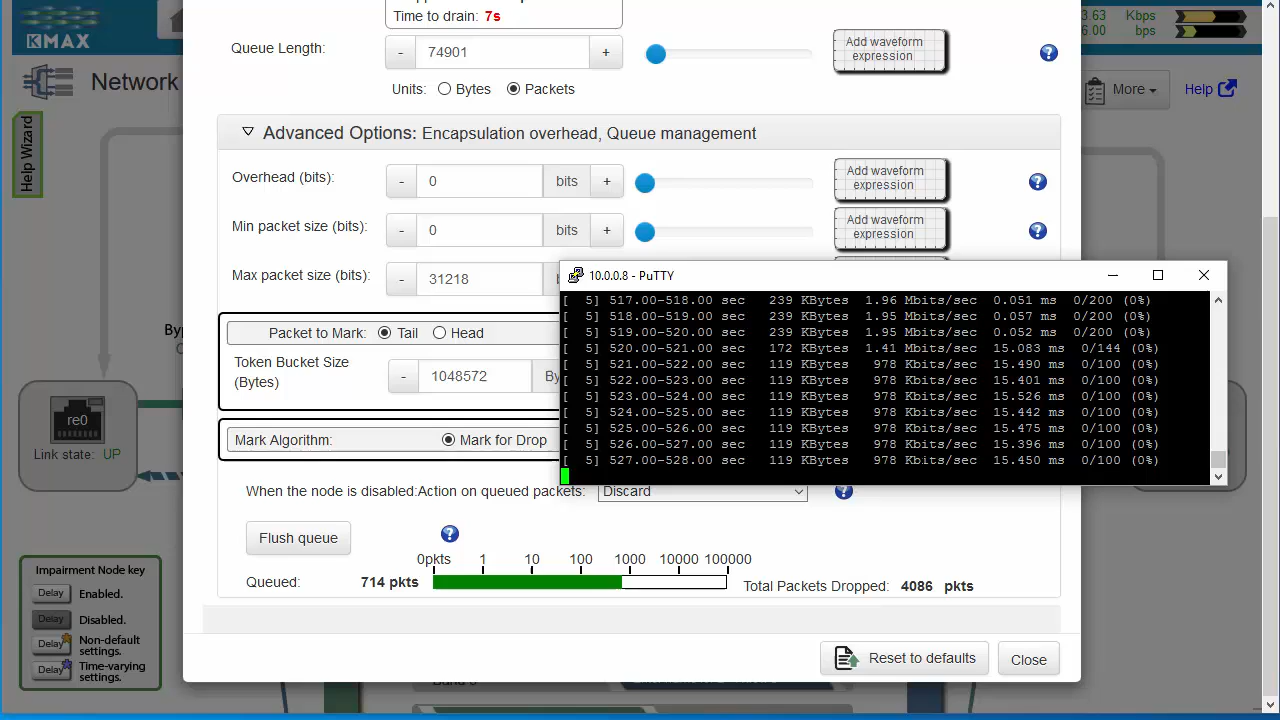 Time to drain: 7s
KMAX
3.63 Kbps
6.00 bps
Network
More
Help
Help Wizard
Queue Length:
-
74901
+
Add waveform
expression
Units: Bytes Packets
Advanced Options: Encapsulation overhead, Queue management
Overhead (bits):
-
0
bits
+
Add waveform
expression
Min packet size (bits):
-
0
bits
+
Add waveform
expression
Max packet size (bits):
-
31218
10.0.0.8 - PuTTY
[ 5] 517.00-518.00 sec 239 KBytes 1.96 Mbits/sec 0.051 ms 0/200 (0%)
[ 5] 518.00-519.00 sec 239 KBytes 1.95 Mbits/sec 0.057 ms 0/200 (0%)
[ 5] 519.00-520.00 sec 239 KBytes 1.95 Mbits/sec 0.052 ms 0/200 (0%)
[ 5] 520.00-521.00 sec 172 KBytes 1.41 Mbits/sec 15.083 ms 0/144 (0%)
[ 5] 521.00-522.00 sec 119 KBytes 978 Kbits/sec 15.490 ms 0/100 (0%)
[ 5] 522.00-523.00 sec 119 KBytes 978 Kbits/sec 15.401 ms 0/100 (0%)
[ 5] 523.00-524.00 sec 119 KBytes 978 Kbits/sec 15.526 ms 0/100 (0%)
[ 5] 524.00-525.00 sec 119 KBytes 978 Kbits/sec 15.442 ms 0/100 (0%)
[ 5] 525.00-526.00 sec 119 KBytes 978 Kbits/sec 15.475 ms 0/100 (0%)
[ 5] 526.00-527.00 sec 119 KBytes 978 Kbits/sec 15.396 ms 0/100 (0%)
[ 5] 527.00-528.00 sec 119 KBytes 978 Kbits/sec 15.450 ms 0/100 (0%)
Packet to Mark: Tail Head
Token Bucket Size
(Bytes)
-
1048572
By
Mark Algorithm: Mark for Drop
re0
Link state: UP
When the node is disabled:Action on queued packets: Discard
Flush queue
0pkts 1 10 100 1000 10000 100000
Queued: 714 pkts
Total Packets Dropped: 4086 pkts
Impairment Node key
Delay Enabled.
Delay Disabled.
Delay Non-default
settings.
Delay Time-varying
settings.
Reset to defaults
Close